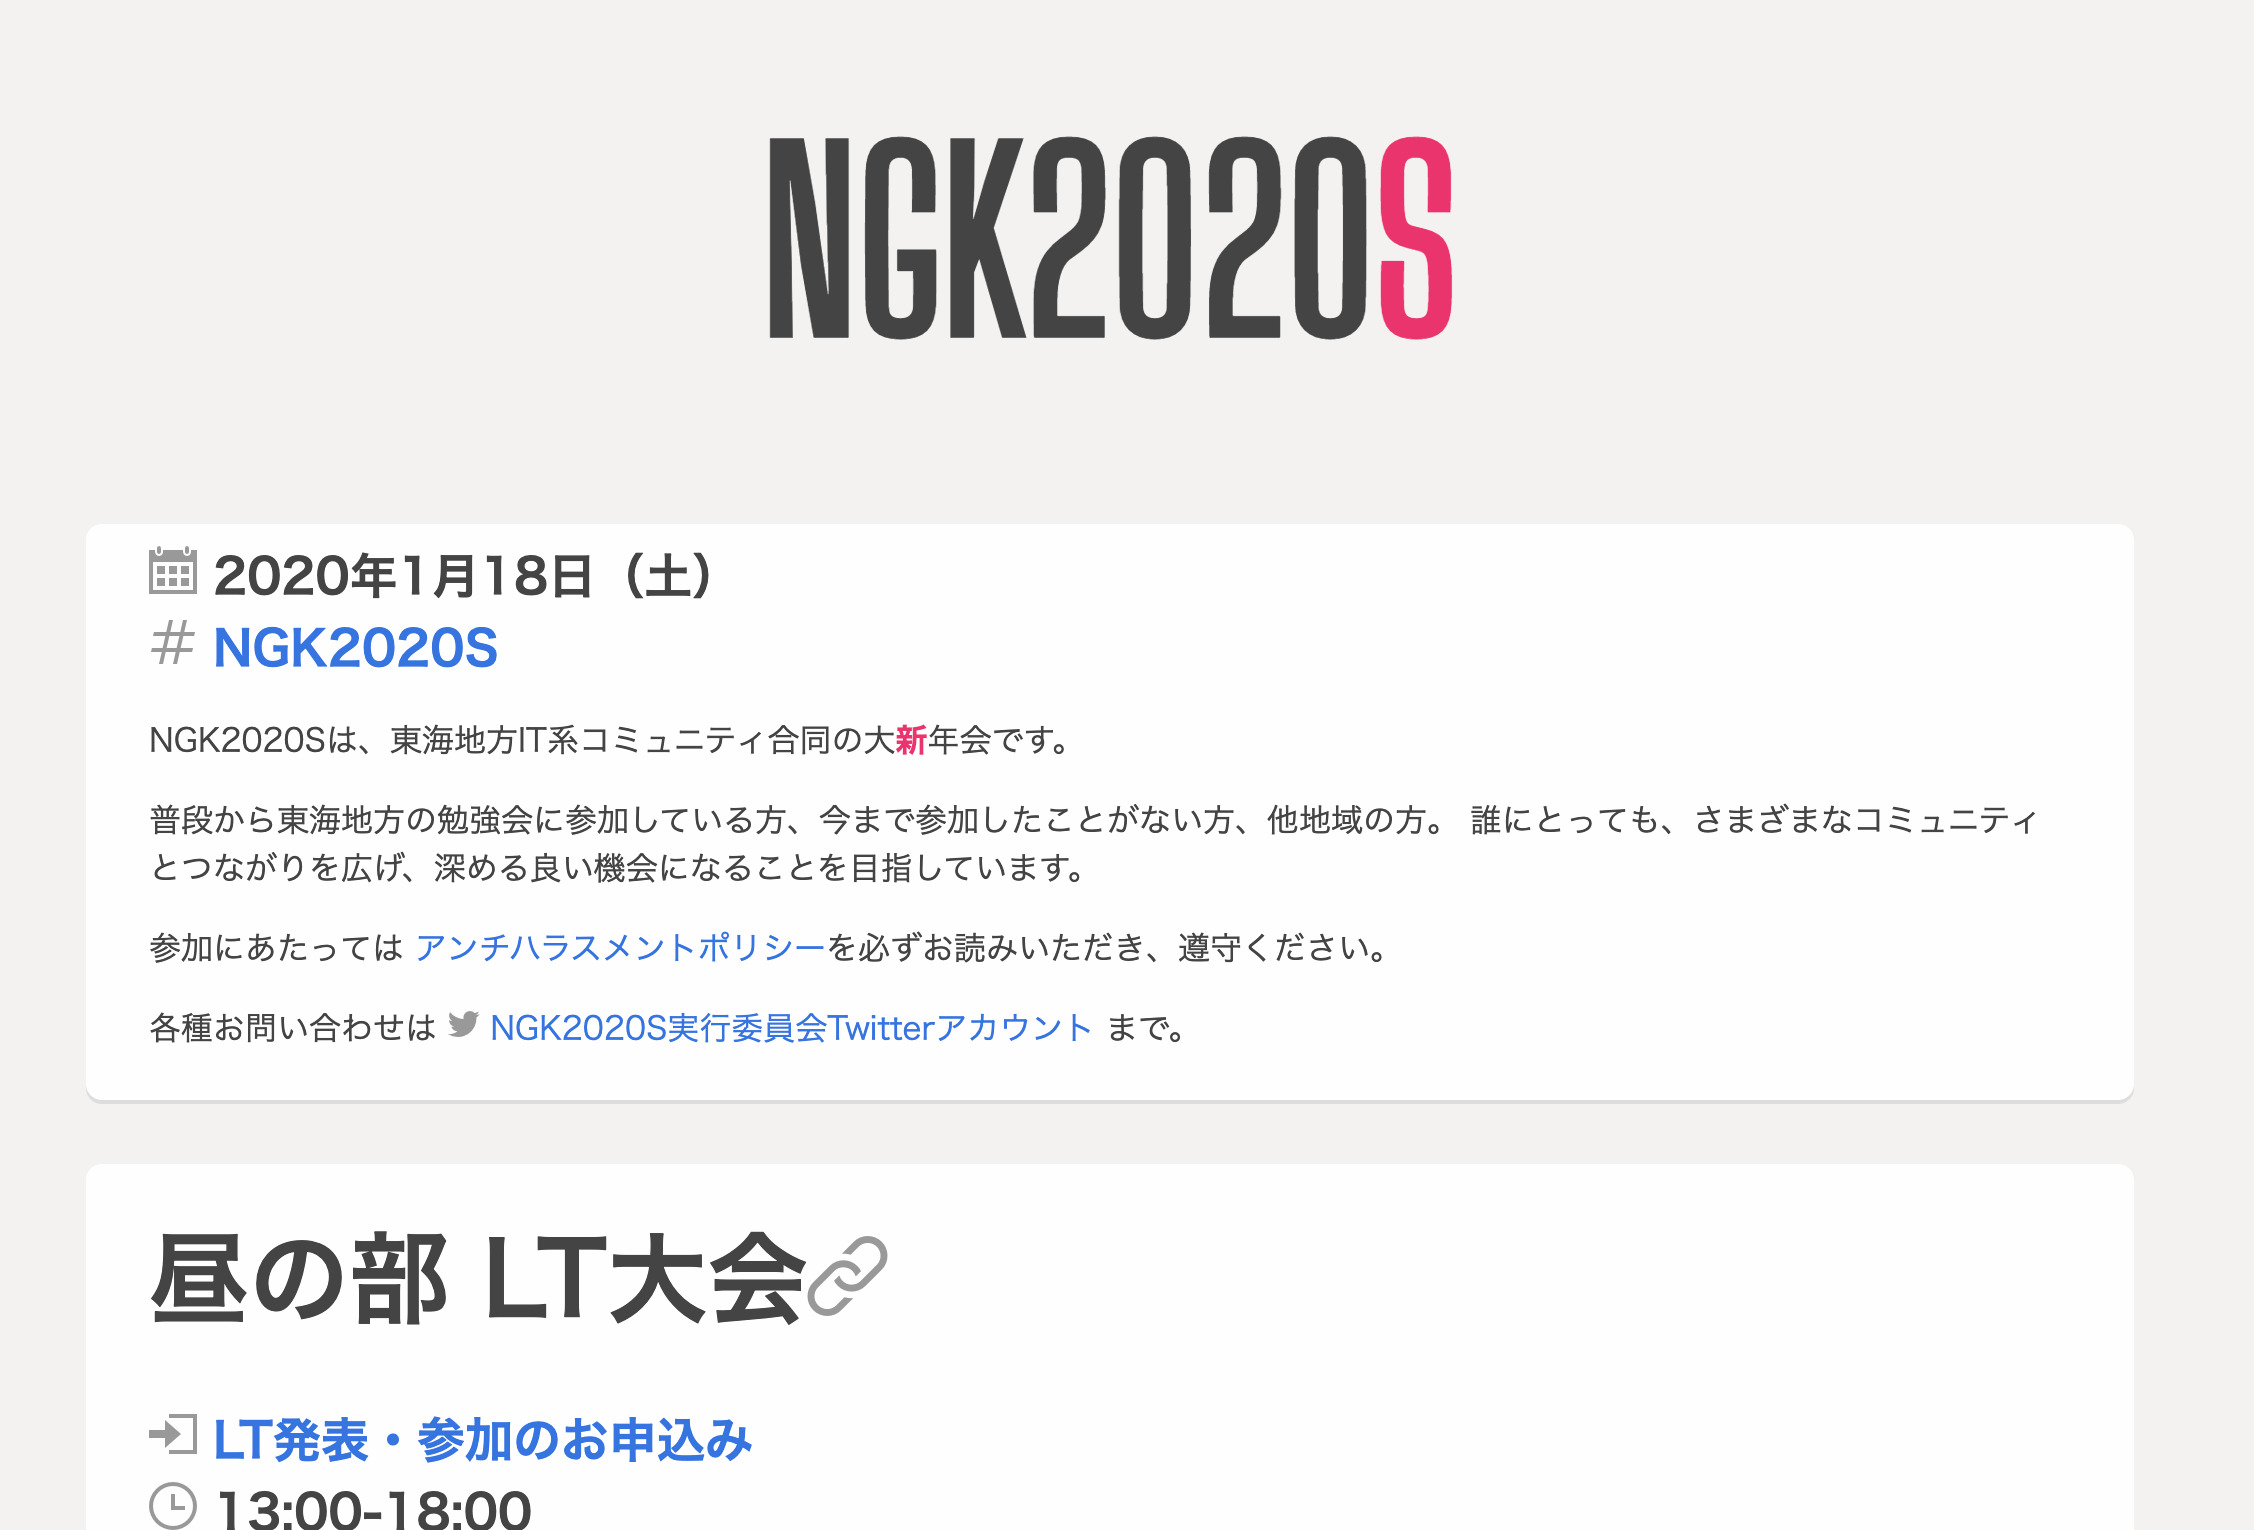 NGK2020S
2020年1月18日（土）
# NGK2020S
NGK2020Sは、東海地方IT系コミュニティ合同の大新年会です。
普段から東海地方の勉強会に参加している方、今まで参加したことがない方、他地域の方。 誰にとっても、さまざまなコミュニティ
とつながりを広げ、深める良い機会になることを目指しています。
参加にあたっては アンチハラスメントポリシーを必ずお読みいただき、遵守ください。
各種お問い合わせは NGK2020S実行委員会Twitterアカウント まで。
昼の部 LT大会
LT発表・参加のお申込み
13:00-18:00